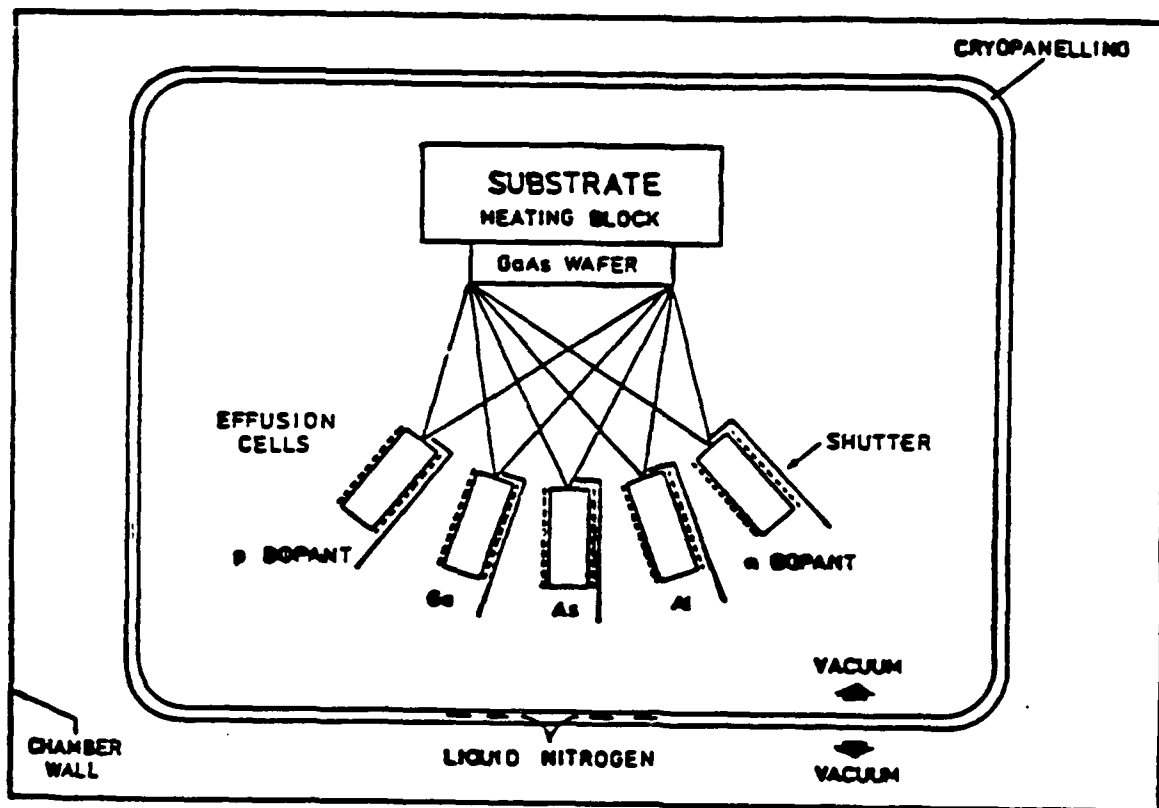 CRYOPANELLING
SUBSTRATE
HEATING BLOCK
GaAs WAFER
EFFUSION
CELLS
SHUTTER
p DOPANT
n DOPANT
Ga
As
Al
VACUUM
CHAMBER
WALL
LIQUID NITROGEN
VACUUM